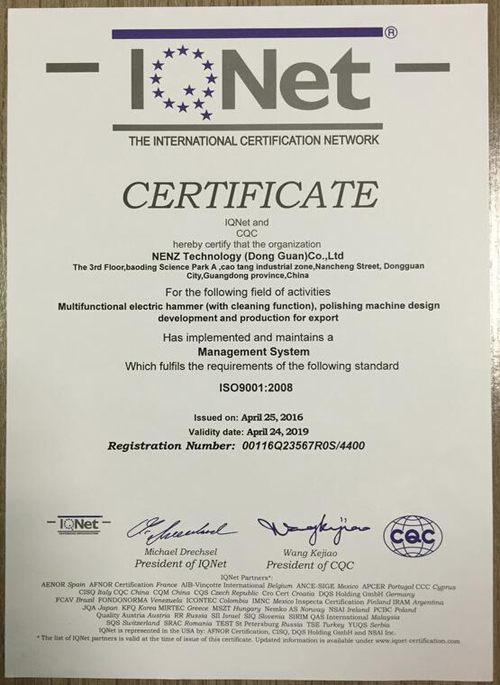 IQNet ®
THE INTERNATIONAL CERTIFICATION NETWORK
CERTIFICATE
IQNet and
CQC
hereby certify that the organization
NENZ Technology (Dong Guan)Co.,Ltd
The 3rd Floor,baoding Science Park A ,cao tang industrial zone,Nancheng Street, Dongguan
City,Guangdong province,China
For the following field of activities
Multifunctional electric hammer (with cleaning function), polishing machine design
development and production for export
Has implemented and maintains a
Management System
Which fulfils the requirements of the following standard
ISO9001:2008
Issued on: April 25, 2016
Validity date: April 24, 2019
Registration Number: 00116Q23567R0S/4400
IQNet
CQC
Michael Drechsel
President of IQNet
Wang Kejiao
President of CQC
IQNet Partners*:
AENOR Spain AFNOR Certification France AIB-Vinçotte International Belgium ANCE-SIGE Mexico APCER Portugal CCC Cyprus
CISQ Italy CQC China CQM China CQS Czech Republic Cro Cert Croatia DQS Holding GmbH Germany
FCAV Brazil FONDONORMA Venezuela ICONTEC Colombia IMNC Mexico Inspecta Certification Finland IRAM Argentina
JQA Japan KFQ Korea MIRTEC Greece MSZT Hungary Nemko AS Norway NSAI Ireland PCBC Poland
Quality Austria Austria RR Russia SII Israel SIQ Slovenia SIRIM QAS International Malaysia
SQS Switzerland SRAC Romania TEST St Petersburg Russia TSE Turkey YUQS Serbia
IQNet is represented in the USA by: AFNOR Certification, CISQ, DQS Holding GmbH and NSAI Inc.
* The list of IQNet partners is valid at the time of issue of this certificate. Updated information is available under www.iqnet-certification.com